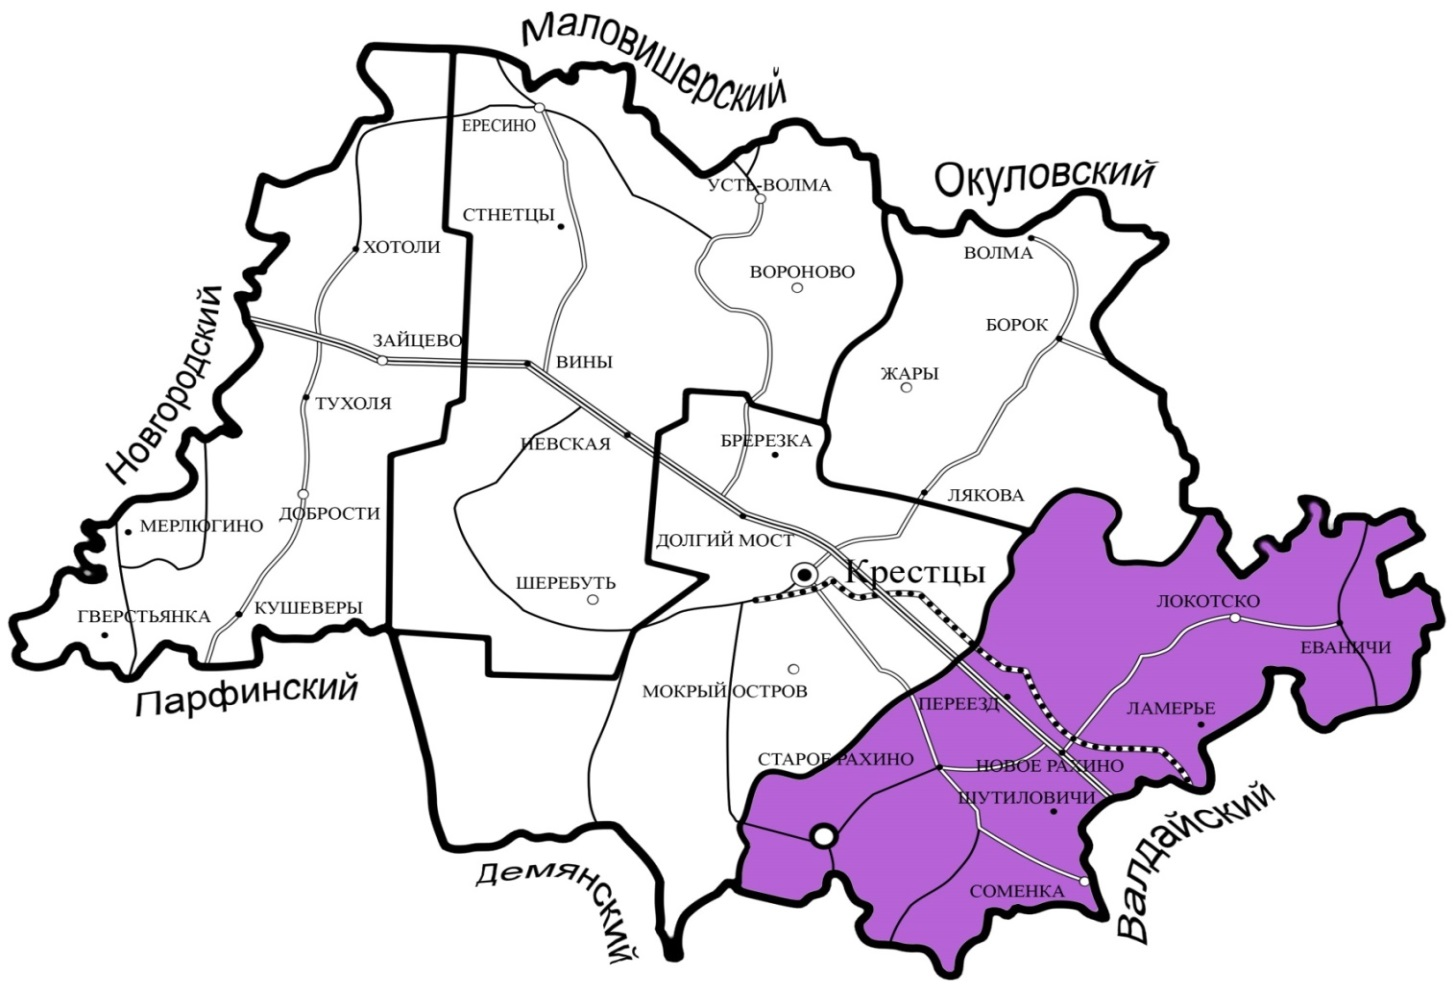 Маловишерский
Окуловский
Новгородский
Парфинский
Демянский
Валдайский
ЕРЕСИНО
УСТЬ-ВОЛМА
СТНЕТЦЫ
ХОТОЛИ
ВОЛМА
ВОРОНОВО
БОРОК
ЗАЙЦЕВО
ВИНЫ
ЖАРЫ
ТУХОЛЯ
НЕВСКАЯ
БРЕРЕЗКА
ЛЯКОВА
ДОБРОСТИ
МЕРЛЮГИНО
ДОЛГИЙ МОСТ
Крестцы
ШЕРЕБУТЬ
ЛОКОТСКО
КУШЕВЕРЫ
ГВЕРСТЬЯНКА
ЕВАНИЧИ
МОКРЫЙ ОСТРОВ
ПЕРЕЕЗД
ЛАМЕРЬЕ
СТАРОЕ РАХИНО
НОВОЕ РАХИНО
ШУТИЛОВИЧИ
СОМЕНКА